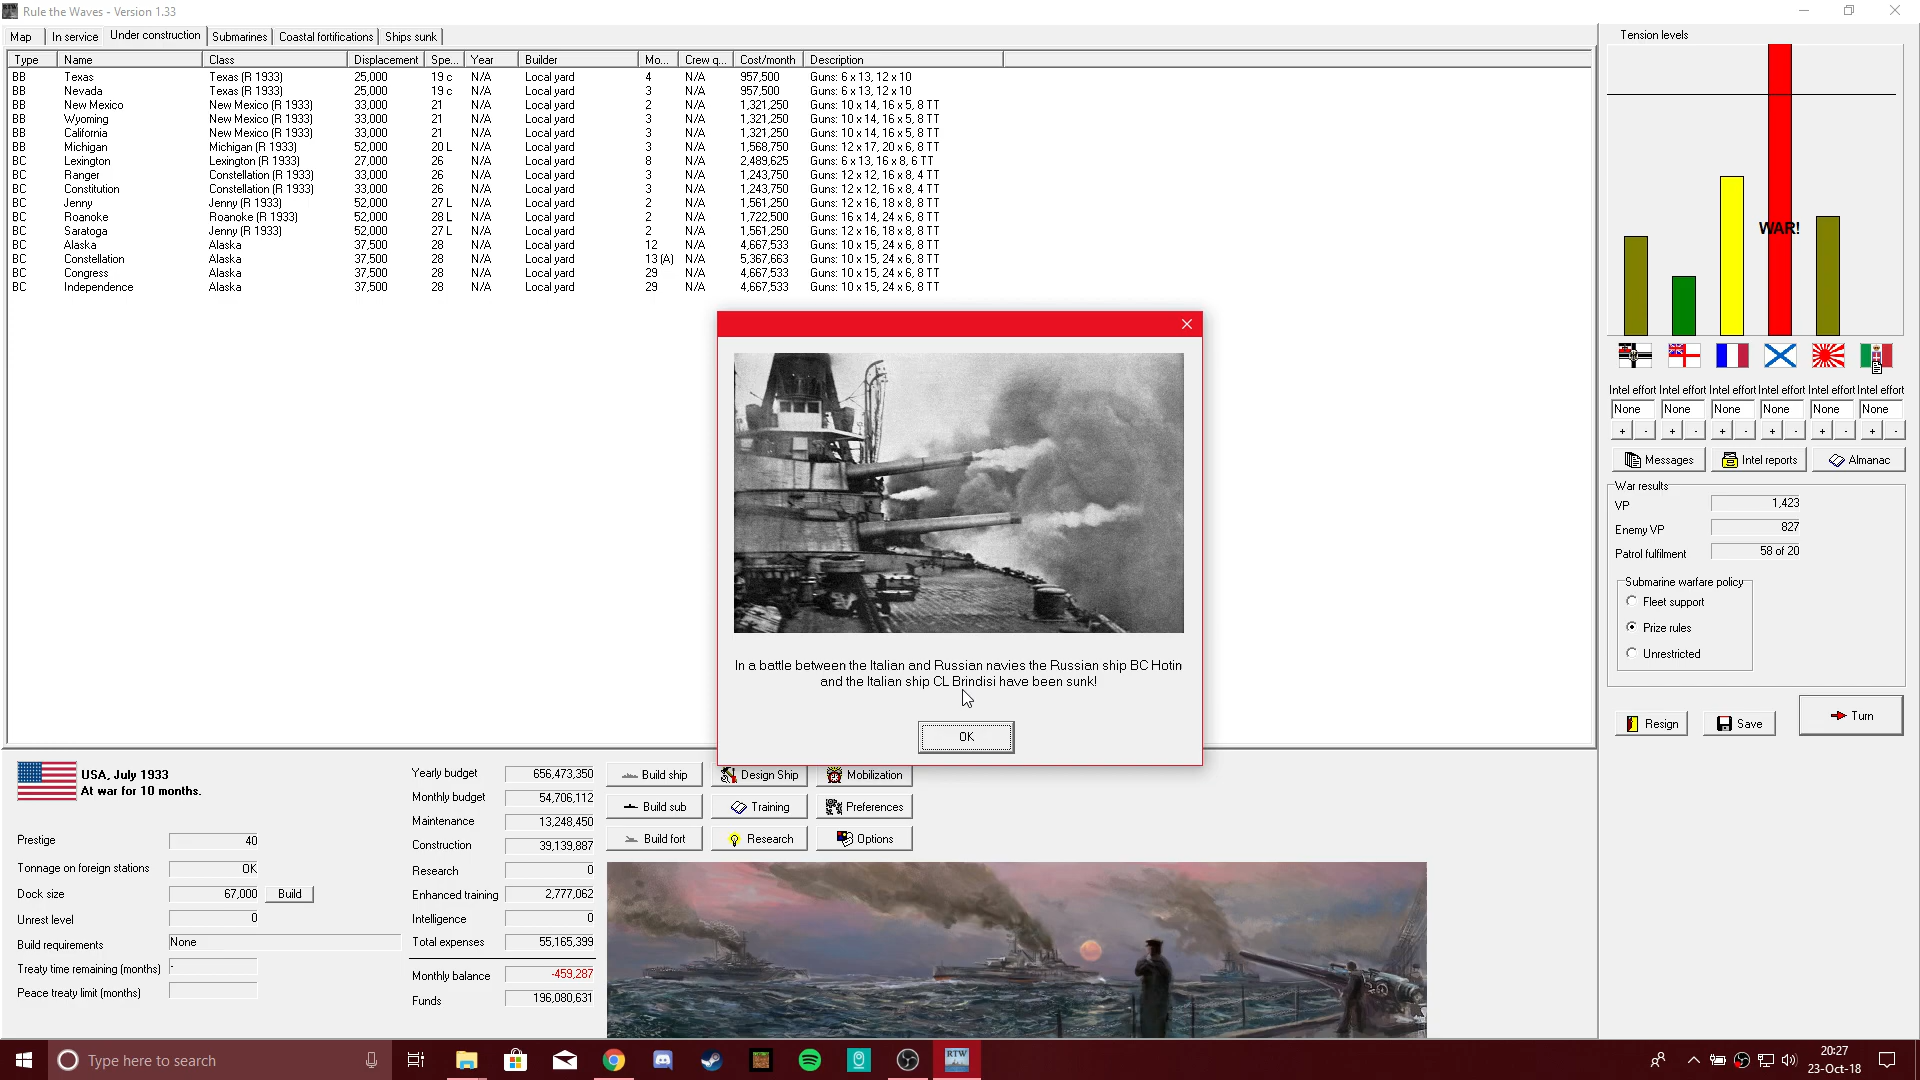 Rule the Waves - Version 1.33
Map In service Under construction Submarines Coastal fortifications Ships sunk
Type Name Class Displacement Spe... Year Builder Mo... Crew q... Cost/month Description
BB Texas Texas (R 1933) 25,000 19 c N/A Local yard 4 N/A 957,500 Guns: 6 x 13, 12 x 10
BB Nevada Texas (R 1933) 25,000 19 c N/A Local yard 3 N/A 957,500 Guns: 6 x 13, 12 x 10
BB New Mexico New Mexico (R 1933) 33,000 21 N/A Local yard 2 N/A 1,321,250 Guns: 10 x 14, 16 x 5, 8 TT
BB Wyoming New Mexico (R 1933) 33,000 21 N/A Local yard 3 N/A 1,321,250 Guns: 10 x 14, 16 x 5, 8 TT
BB California New Mexico (R 1933) 33,000 21 N/A Local yard 3 N/A 1,321,250 Guns: 10 x 14, 16 x 5, 8 TT
BB Michigan Michigan (R 1933) 52,000 20 L N/A Local yard 3 N/A 1,568,750 Guns: 12 x 17, 20 x 6, 8 TT
BC Lexington Lexington (R 1933) 27,000 26 N/A Local yard 8 N/A 2,489,625 Guns: 6 x 13, 16 x 8, 6 TT
BC Ranger Constellation (R 1933) 33,000 26 N/A Local yard 3 N/A 1,243,750 Guns: 12 x 12, 16 x 8, 4 TT
BC Constitution Constellation (R 1933) 33,000 26 N/A Local yard 3 N/A 1,243,750 Guns: 12 x 12, 16 x 8, 4 TT
BC Jenny Jenny (R 1933) 52,000 27 L N/A Local yard 2 N/A 1,561,250 Guns: 12 x 16, 18 x 8, 8 TT
BC Roanoke Roanoke (R 1933) 52,000 28 L N/A Local yard 2 N/A 1,722,500 Guns: 16 x 14, 24 x 6, 8 TT
BC Saratoga Jenny (R 1933) 52,000 27 L N/A Local yard 2 N/A 1,561,250 Guns: 12 x 16, 18 x 8, 8 TT
BC Alaska Alaska 37,500 28 N/A Local yard 12 N/A 4,667,533 Guns: 10 x 15, 24 x 6, 8 TT
BC Constellation Alaska 37,500 28 N/A Local yard 13 (A) N/A 5,367,663 Guns: 10 x 15, 24 x 6, 8 TT
BC Congress Alaska 37,500 28 N/A Local yard 29 N/A 4,667,533 Guns: 10 x 15, 24 x 6, 8 TT
BC Independence Alaska 37,500 28 N/A Local yard 29 N/A 4,667,533 Guns: 10 x 15, 24 x 6, 8 TT
In a battle between the Italian and Russian navies the Russian ship BC Hotin
and the Italian ship CL Brindisi have been sunk!
OK
Tension levels
WAR!
Intel effort Intel effort Intel effort Intel effort Intel effort Intel effort
None None None None None None
+ - + - + - + - + - + -
Messages Intel reports Almanac
War results
VP 1,423
Enemy VP 827
Patrol fulfilment 58 of 20
Submarine warfare policy
Fleet support
Prize rules
Unrestricted
Resign Save Turn
USA, July 1933
At war for 10 months.
Prestige 40
Tonnage on foreign stations OK
Dock size 67,000 Build
Unrest level 0
Build requirements None
Treaty time remaining (months) -
Peace treaty limit (months)
Yearly budget 656,473,350
Monthly budget 54,706,112
Maintenance 13,248,450
Construction 39,139,887
Research 0
Enhanced training 2,777,062
Intelligence 0
Total expenses 55,165,399
Monthly balance -459,287
Funds 196,080,631
Build ship Design Ship Mobilization
Build sub Training Preferences
Build fort Research Options
Type here to search
RTW
20:27
23-Oct-18